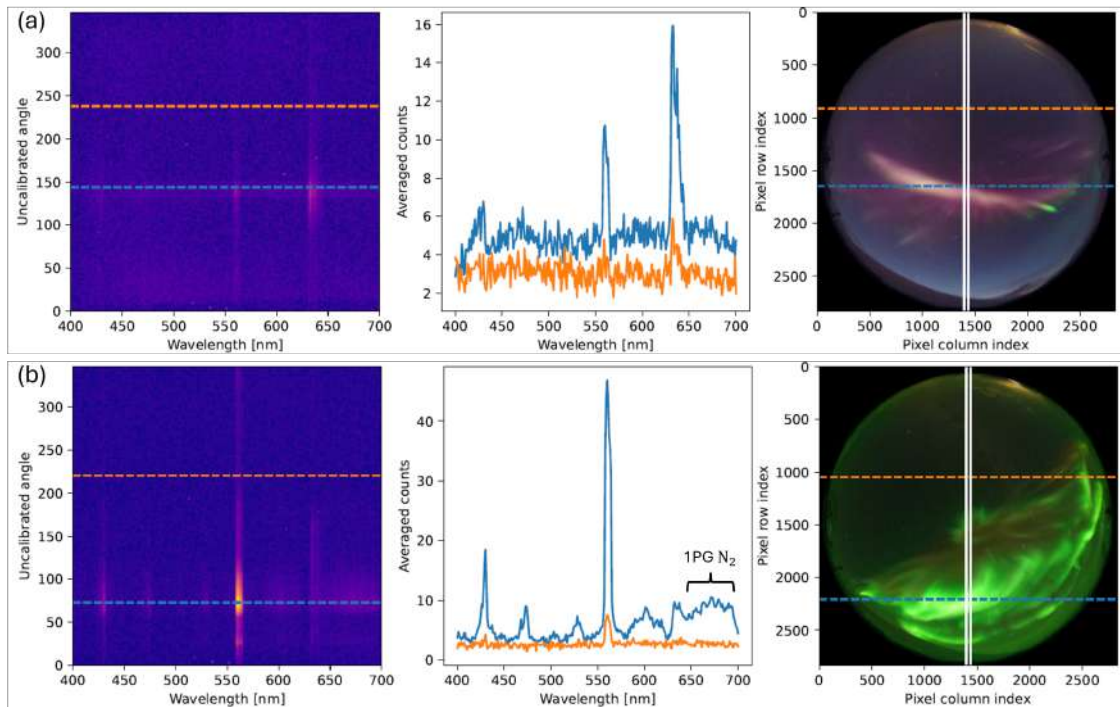 (a)
Uncalibrated angle
0
50
100
150
200
250
300
400 450 500 550 600 650 700
Wavelength [nm]
Averaged counts
2
4
6
8
10
12
14
16
400 450 500 550 600 650 700
Wavelength [nm]
Pixel row index
0
500
1000
1500
2000
2500
0 500 1000 1500 2000 2500
Pixel column index
(b)
Uncalibrated angle
0
50
100
150
200
250
300
400 450 500 550 600 650 700
Wavelength [nm]
Averaged counts
0
10
20
30
40
1PG N₂
400 450 500 550 600 650 700
Wavelength [nm]
Pixel row index
0
500
1000
1500
2000
2500
0 500 1000 1500 2000 2500
Pixel column index